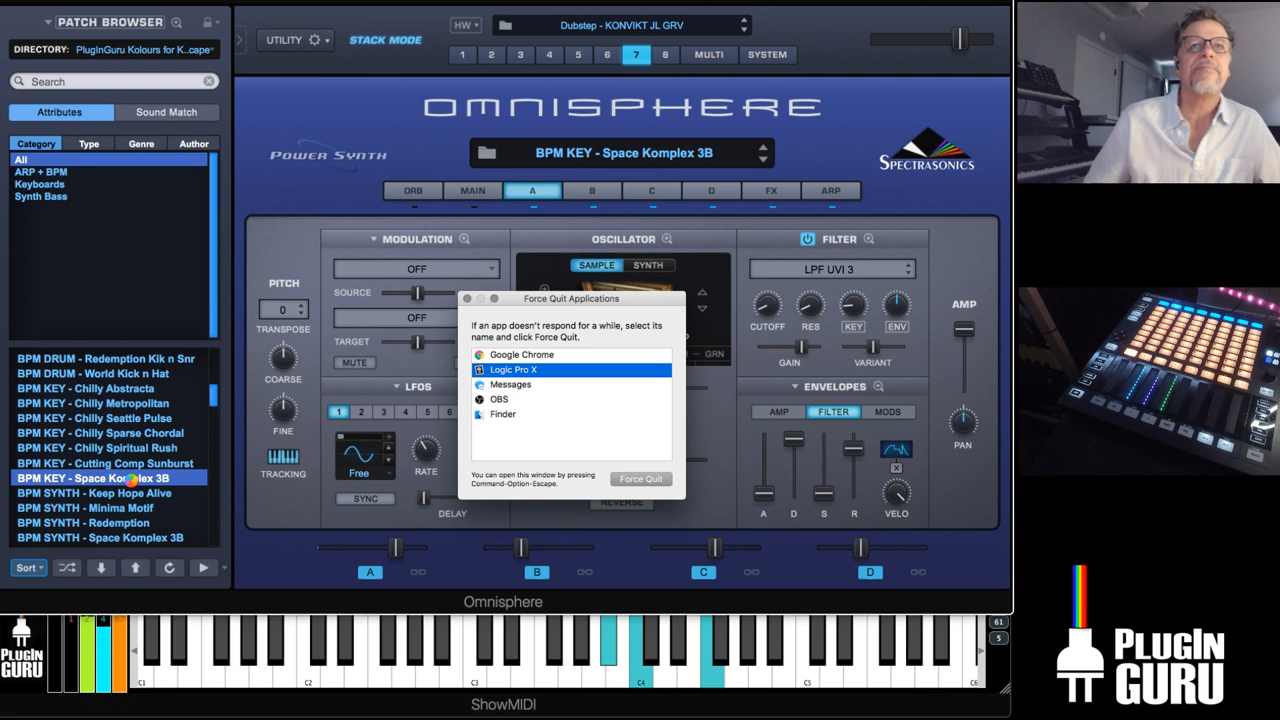 PATCH BROWSER
DIRECTORY: PlugInGuru Kolours for K..cape
Search
Attributes
Sound Match
Category
Type
Genre
Author
All
ARP + BPM
Keyboards
Synth Bass
BPM DRUM - Redemption Kik n Snr
BPM DRUM - World Kick n Hat
BPM KEY - Chilly Abstracta
BPM KEY - Chilly Metropolitan
BPM KEY - Chilly Seattle Pulse
BPM KEY - Chilly Sparse Chordal
BPM KEY - Chilly Spiritual Rush
BPM KEY - Cutting Comp Sunburst
BPM KEY - Space Komplex 3B
BPM SYNTH - Keep Hope Alive
BPM SYNTH - Minima Motif
BPM SYNTH - Redemption
BPM SYNTH - Space Komplex 3B
Sort
UTILITY
STACK MODE
HW
Dubstep - KONVIKT JL GRV
1 2 3 4 5 6 7 8 MULTI SYSTEM
OMNISPHERE
POWER SYNTH
BPM KEY - Space Komplex 3B
SPECTRASONICS
ORB MAIN A B C D FX ARP
MODULATION
OFF
SOURCE
OFF
TARGET
MUTE
PITCH
0
TRANSPOSE
COARSE
FINE
TRACKING
LFOS
1 2 3 4 5 6
Free
RATE
SYNC
DELAY
OSCILLATOR
SAMPLE SYNTH
GRN
REVERSE
Force Quit Applications
If an app doesn't respond for a while, select its
name and click Force Quit.
Google Chrome
Logic Pro X
Messages
OBS
Finder
You can open this window by pressing
Command-Option-Escape.
Force Quit
FILTER
LPF UVI 3
CUTOFF RES KEY ENV
GAIN VARIANT
ENVELOPES
AMP FILTER MODS
X
A D S R VELO
AMP
PAN
A B C D
Omnisphere
PLUGIN
GURU
1 2 4 67
C1 C2 C3 C4 C5 C6
61
5
ShowMIDI
PLUGIN
GURU